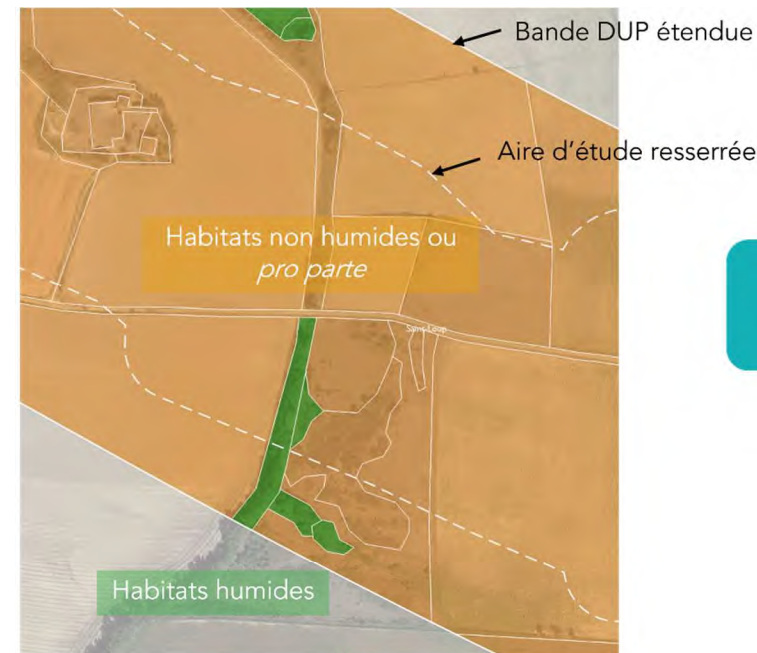 Bande DUP étendue
Aire d'étude resserrée
Habitats non humides ou
pro parte
Habitats humides